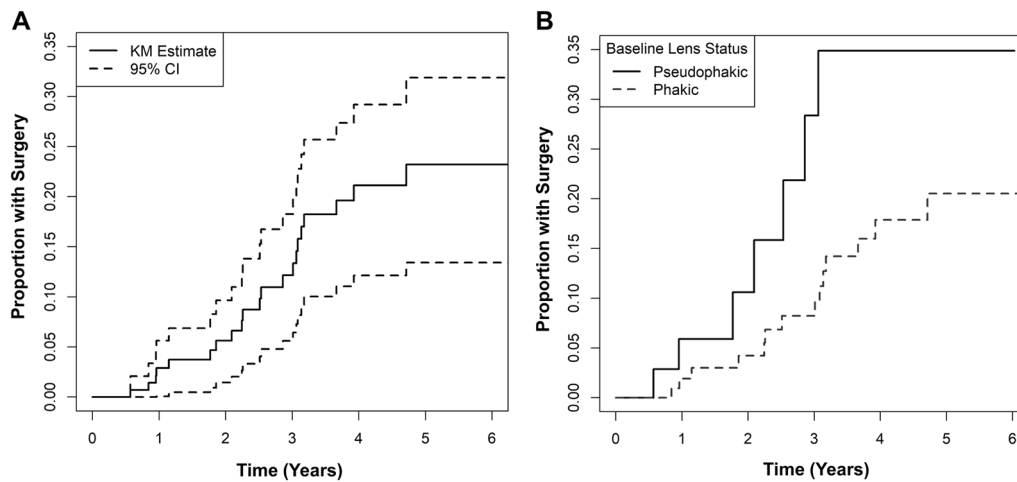 A
KM Estimate
95% CI
Proportion with Surgery
0.35
0.30
0.25
0.20
0.15
0.10
0.05
0.00
0 1 2 3 4 5 6
Time (Years)
B
Baseline Lens Status
Pseudophakic
Phakic
Proportion with Surgery
0.35
0.30
0.25
0.20
0.15
0.10
0.05
0.00
0 1 2 3 4 5 6
Time (Years)